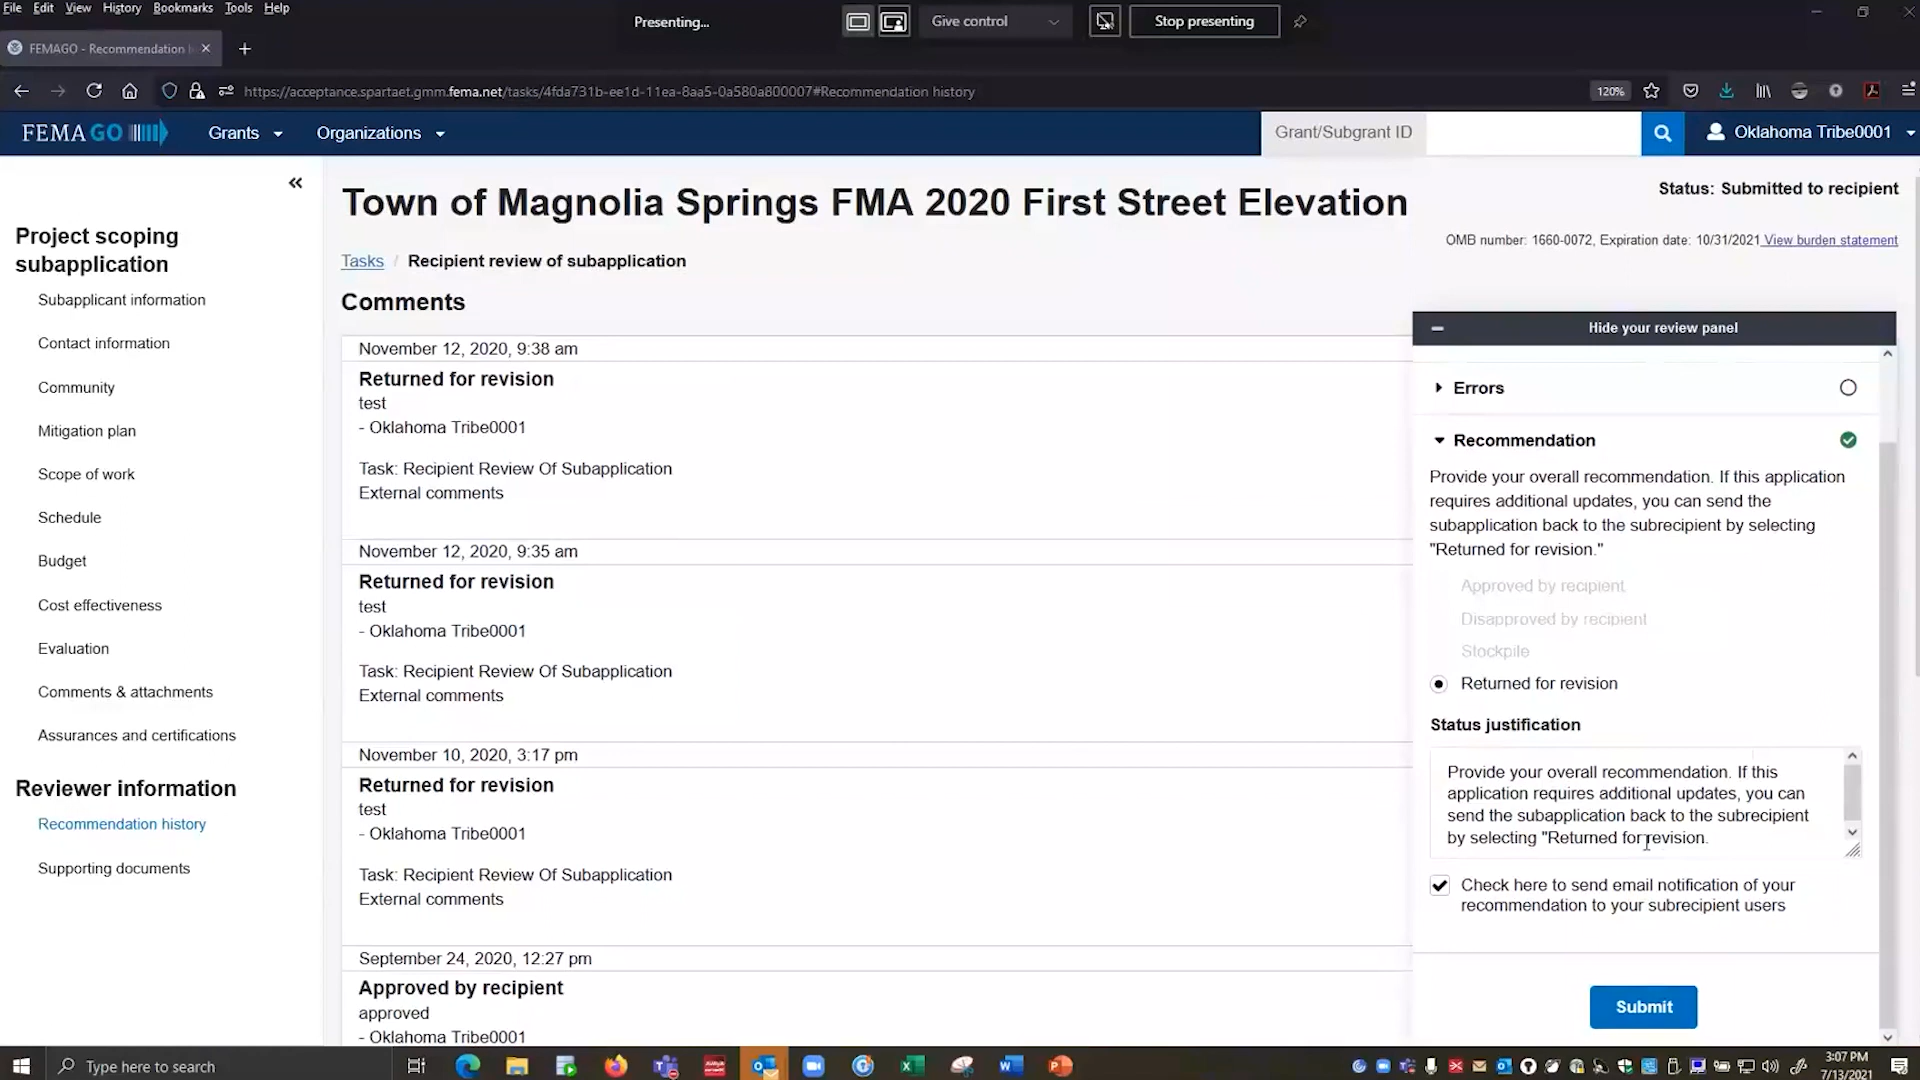 File Edit View History Bookmarks Tools Help
Presenting...
Give control
Stop presenting
FEMAGO - Recommendation
https://acceptance.spartaet.gmm.fema.net/tasks/4fda731b-ee1d-11ea-8aa5-0a580a800007#Recommendation history
120%
FEMA GO
Grants
Organizations
Grant/Subgrant ID
Oklahoma Tribe0001
Project scoping
subapplication
Subapplicant information
Contact information
Community
Mitigation plan
Scope of work
Schedule
Budget
Cost effectiveness
Evaluation
Comments & attachments
Assurances and certifications
Reviewer information
Recommendation history
Supporting documents
Town of Magnolia Springs FMA 2020 First Street Elevation
Status: Submitted to recipient
OMB number: 1660-0072, Expiration date: 10/31/2021 View burden statement
Tasks / Recipient review of subapplication
Comments
November 12, 2020, 9:38 am
Returned for revision
test
- Oklahoma Tribe0001
Task: Recipient Review Of Subapplication
External comments
November 12, 2020, 9:35 am
Returned for revision
test
- Oklahoma Tribe0001
Task: Recipient Review Of Subapplication
External comments
November 10, 2020, 3:17 pm
Returned for revision
test
- Oklahoma Tribe0001
Task: Recipient Review Of Subapplication
External comments
September 24, 2020, 12:27 pm
Approved by recipient
approved
- Oklahoma Tribe0001
Hide your review panel
Errors
Recommendation
Provide your overall recommendation. If this application
requires additional updates, you can send the
subapplication back to the subrecipient by selecting
"Returned for revision."
Approved by recipient
Disapproved by recipient
Stockpile
Returned for revision
Status justification
Provide your overall recommendation. If this
application requires additional updates, you can
send the subapplication back to the subrecipient
by selecting "Returned for revision.
Check here to send email notification of your
recommendation to your subrecipient users
Submit
Type here to search
3:07 PM
7/13/2021